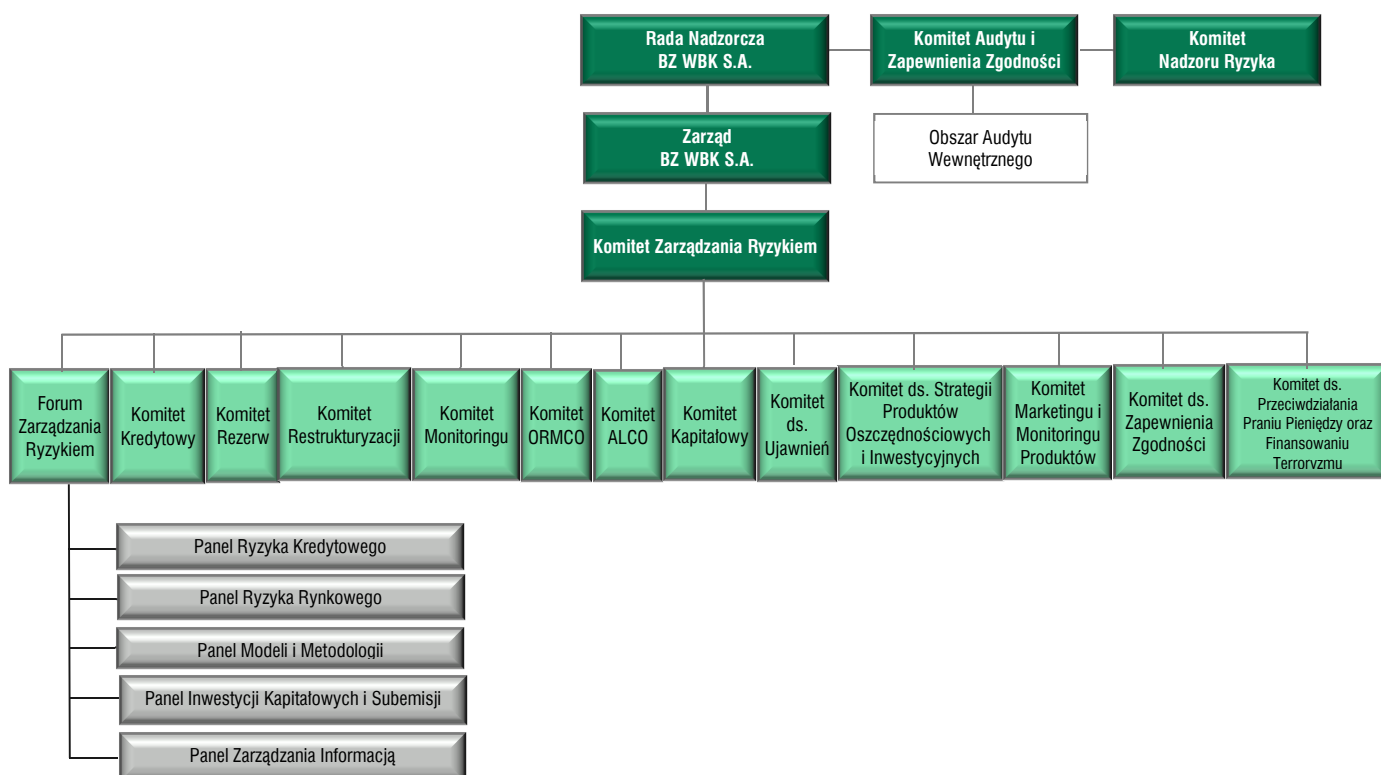 Rada Nadzorcza
BZ WBK S.A.
Komitet Audytu i
Zapewnienia Zgodności
Komitet
Nadzoru Ryzyka
Zarząd
BZ WBK S.A.
Obszar Audytu
Wewnętrznego
Komitet Zarządzania Ryzykiem
Forum
Zarządzania
Ryzykiem
Komitet
Kredytowy
Komitet
Rezerw
Komitet
Restrukturyzacji
Komitet
Monitoringu
Komitet
ORMCO
Komitet
ALCO
Komitet
Kapitałowy
Komitet
ds.
Ujawnień
Komitet ds. Strategii
Produktów
Oszczędnościowych
i Inwestycyjnych
Komitet
Marketingu i
Monitoringu
Produktów
Komitet ds.
Zapewnienia
Zgodności
Komitet ds.
Przeciwdziałania
Praniu Pieniędzy oraz
Finansowaniu
Terroryzmu
Panel Ryzyka Kredytowego
Panel Ryzyka Rynkowego
Panel Modeli i Metodologii
Panel Inwestycji Kapitałowych i Subemisji
Panel Zarządzania Informacją